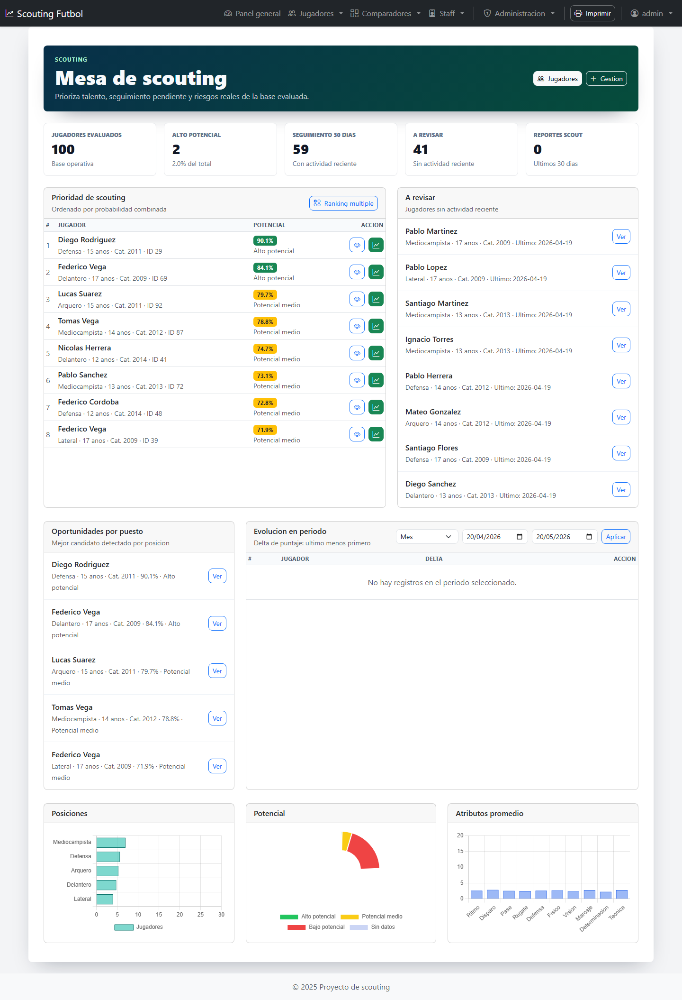 Scouting Futbol
Panel general
Jugadores
Comparadores
Staff
Administracion
Imprimir
admin
SCOUTING
Mesa de scouting
Prioriza talento, seguimiento pendiente y riesgos reales de la base evaluada.
Jugadores
Gestion
JUGADORES EVALUADOS
100
Base operativa
ALTO POTENCIAL
2
2.0% del total
SEGUIMIENTO 30 DIAS
59
Con actividad reciente
A REVISAR
41
Sin actividad reciente
REPORTES SCOUT
0
Ultimos 30 dias
Prioridad de scouting
Ordenado por probabilidad combinada
Ranking multiple
# JUGADOR POTENCIAL ACCION
1 Diego Rodriguez 90.1%
Defensa · 15 anos · Cat. 2011 · ID 29 Alto potencial
2 Federico Vega 84.1%
Delantero · 17 anos · Cat. 2009 · ID 69 Alto potencial
3 Lucas Suarez 79.7%
Arquero · 15 anos · Cat. 2011 · ID 92 Potencial medio
4 Tomas Vega 78.8%
Mediocampista · 14 anos · Cat. 2012 · ID 87 Potencial medio
5 Nicolas Herrera 74.7%
Delantero · 12 anos · Cat. 2014 · ID 41 Potencial medio
6 Pablo Sanchez 73.1%
Mediocampista · 13 anos · Cat. 2013 · ID 72 Potencial medio
7 Federico Cordoba 72.8%
Defensa · 12 anos · Cat. 2014 · ID 48 Potencial medio
8 Federico Vega 71.9%
Lateral · 17 anos · Cat. 2009 · ID 39 Potencial medio
A revisar
Jugadores sin actividad reciente
Pablo Martinez
Mediocampista · 17 anos · Cat. 2009 · Ultimo: 2026-04-19
Ver
Pablo Lopez
Lateral · 17 anos · Cat. 2009 · Ultimo: 2026-04-19
Ver
Santiago Martinez
Mediocampista · 13 anos · Cat. 2013 · Ultimo: 2026-04-19
Ver
Ignacio Torres
Mediocampista · 13 anos · Cat. 2013 · Ultimo: 2026-04-19
Ver
Pablo Herrera
Defensa · 14 anos · Cat. 2012 · Ultimo: 2026-04-19
Ver
Mateo Gonzalez
Arquero · 14 anos · Cat. 2012 · Ultimo: 2026-04-19
Ver
Santiago Flores
Defensa · 17 anos · Cat. 2009 · Ultimo: 2026-04-19
Ver
Diego Sanchez
Delantero · 13 anos · Cat. 2013 · Ultimo: 2026-04-19
Ver
Oportunidades por puesto
Mejor candidato detectado por posicion
Diego Rodriguez
Defensa · 15 anos · Cat. 2011 · 90.1% · Alto
potencial
Ver
Federico Vega
Delantero · 17 anos · Cat. 2009 · 84.1% · Alto
potencial
Ver
Lucas Suarez
Arquero · 15 anos · Cat. 2011 · 79.7% · Potencial
medio
Ver
Tomas Vega
Mediocampista · 14 anos · Cat. 2012 · 78.8% ·
Potencial medio
Ver
Federico Vega
Lateral · 17 anos · Cat. 2009 · 71.9% · Potencial
medio
Ver
Evolucion en periodo
Delta de puntaje: ultimo menos primero
Mes
20/04/2026
20/05/2026
Aplicar
# JUGADOR DELTA ACCION
No hay registros en el periodo seleccionado.
Posiciones
Mediocampista
Defensa
Arquero
Delantero
Lateral
0 5 10 15 20 25 30
Jugadores
Potencial
Alto potencial
Potencial medio
Bajo potencial
Sin datos
Atributos promedio
20
15
10
5
0
Ritmo
Disparo
Pase
Regate
Defensa
Fisico
Vision
Marcaje
Determinacion
Tecnica
© 2025 Proyecto de scouting